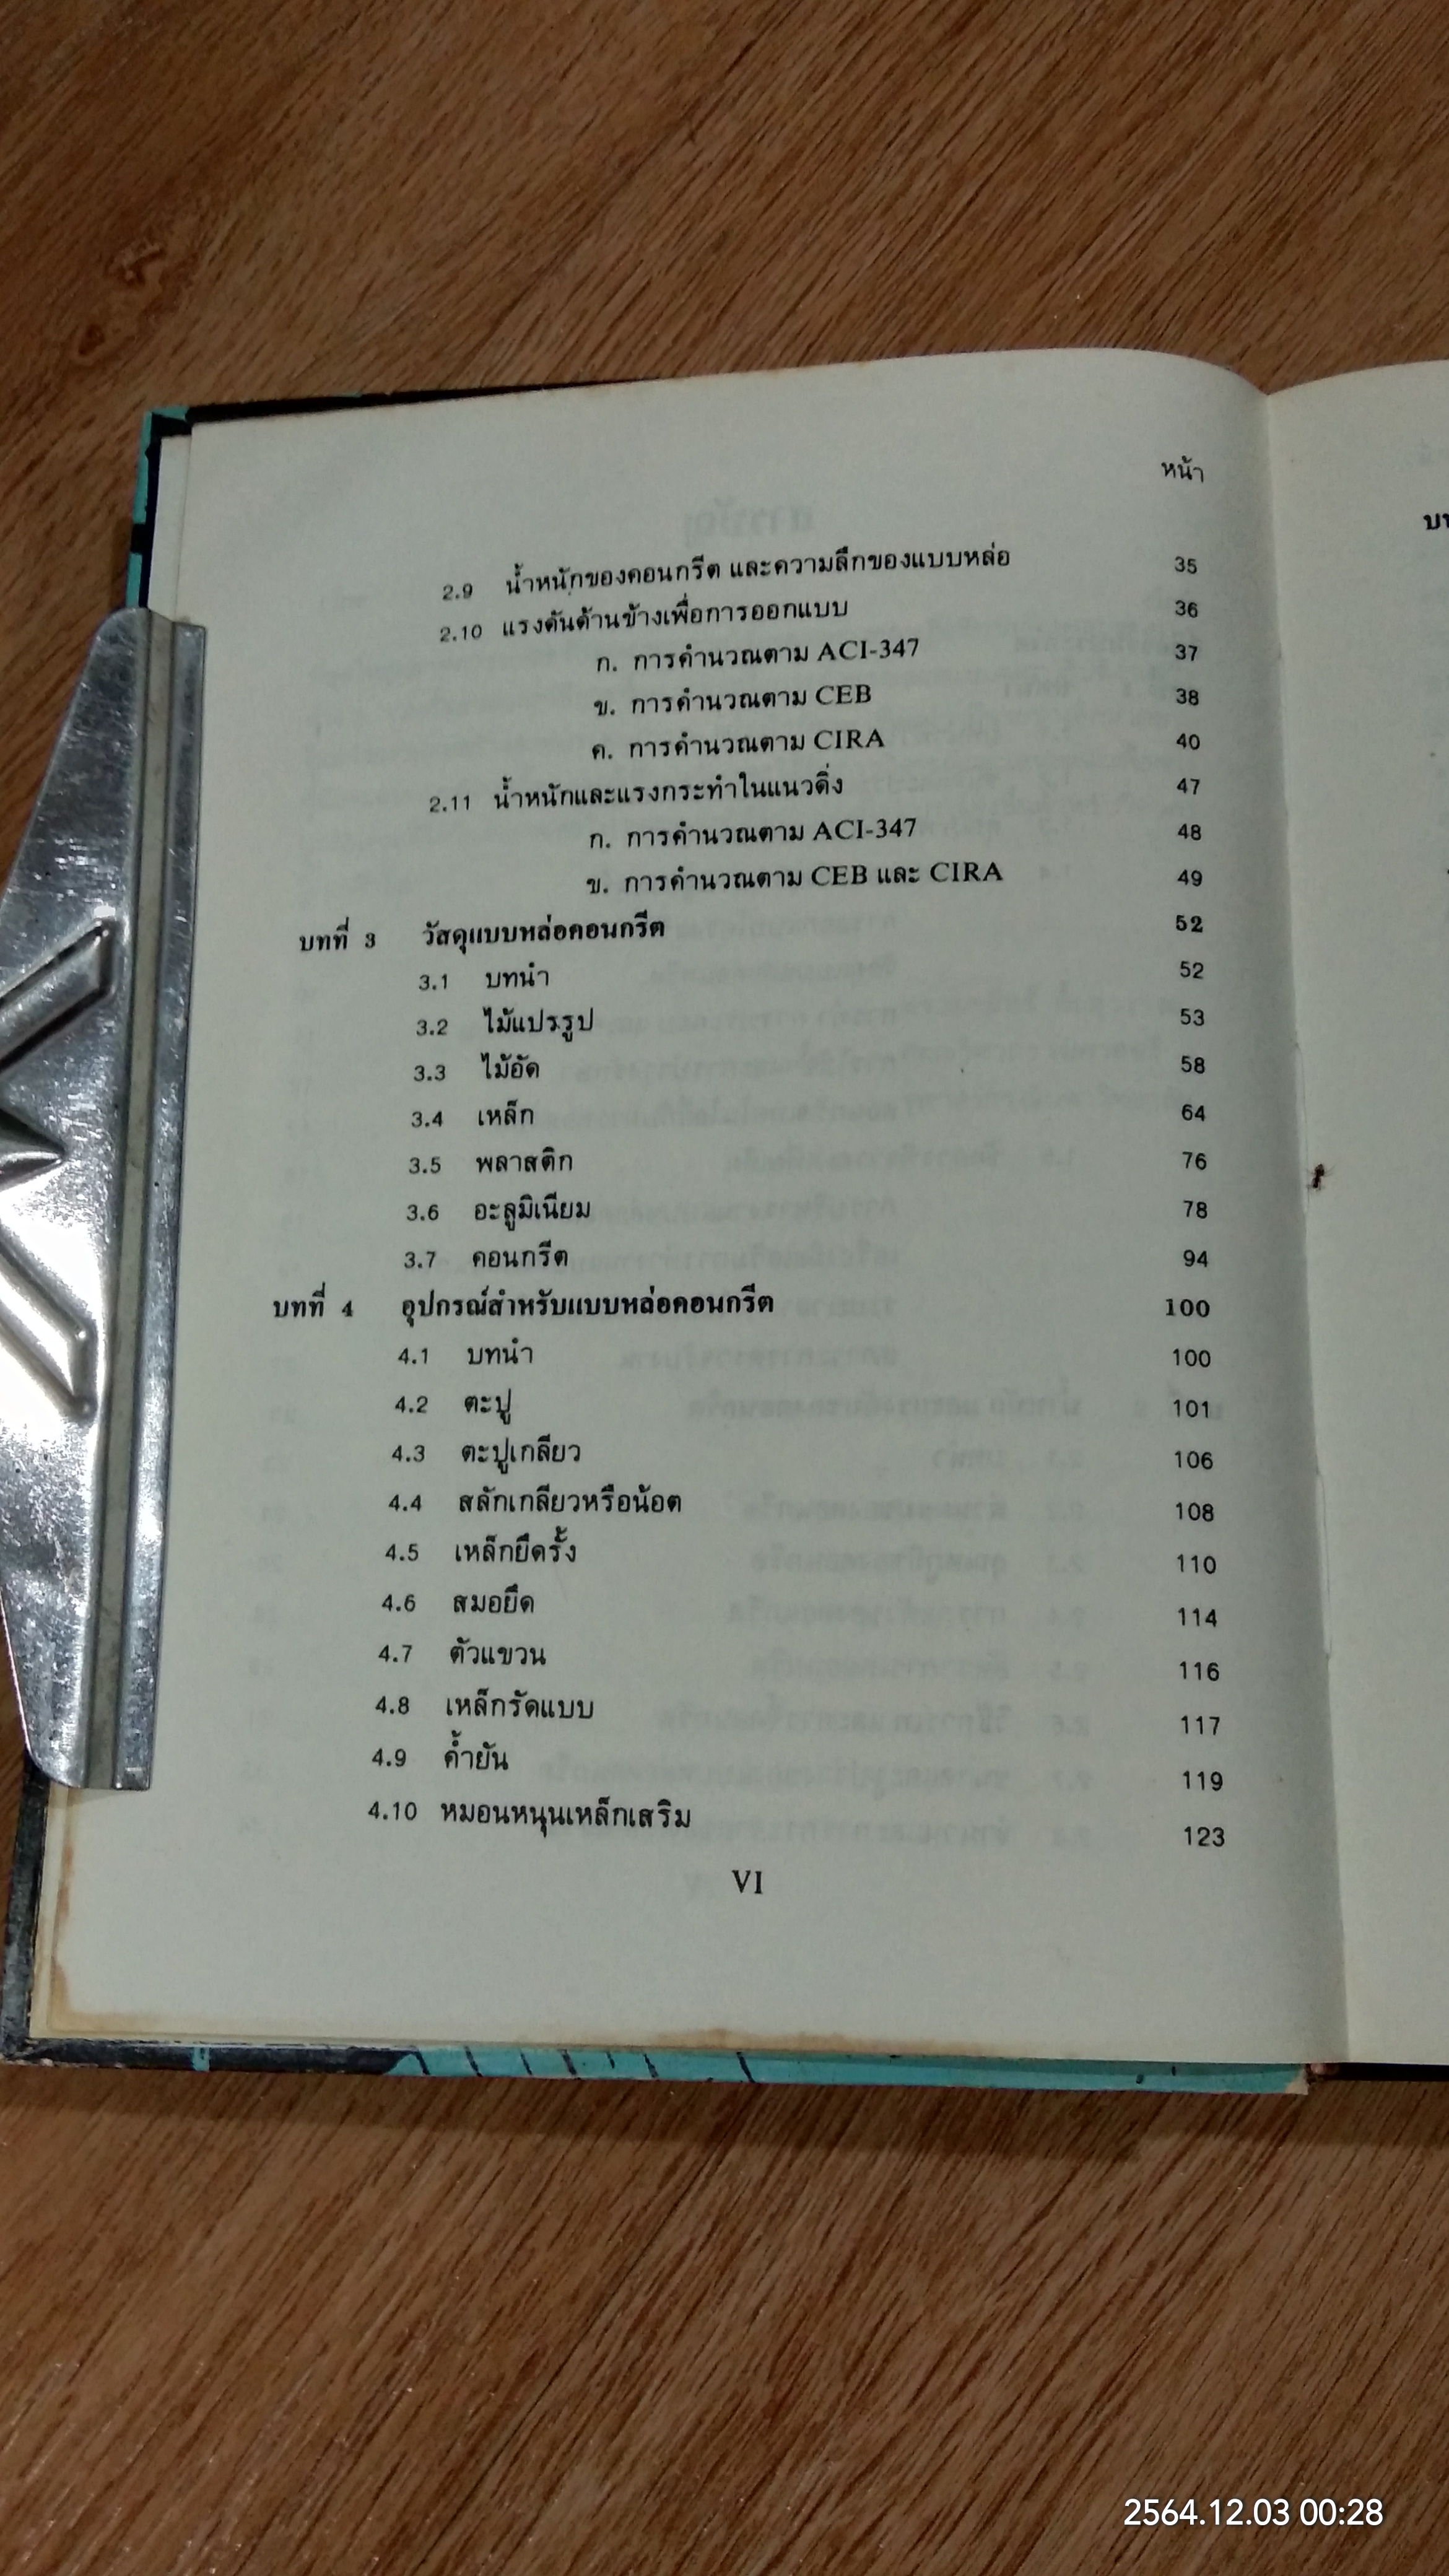 หน้า
2.9 น้ำหนักของคอนกรีต และความลึกของแบบหล่อ 35
2.10 แรงดันด้านข้างเพื่อการออกแบบ 36
ก. การคำนวณตาม ACI-347 37
ข. การคำนวณตาม CEB 38
ค. การคำนวณตาม CIRA 40
2.11 น้ำหนักและแรงกระทำในแนวดิ่ง 47
ก. การคำนวณตาม ACI-347 48
ข. การคำนวณตาม CEB และ CIRA 49
บทที่ 3 วัสดุแบบหล่อคอนกรีต 52
3.1 บทนำ 52
3.2 ไม้แปรรูป 53
3.3 ไม้อัด 58
3.4 เหล็ก 64
3.5 พลาสติก 76
3.6 อะลูมิเนียม 78
3.7 คอนกรีต 94
บทที่ 4 อุปกรณ์สำหรับแบบหล่อคอนกรีต 100
4.1 บทนำ 100
4.2 ตะปู 101
4.3 ตะปูเกลียว 106
4.4 สลักเกลียวหรือน้อต 108
4.5 เหล็กยึดรั้ง 110
4.6 สมอยึด 114
4.7 ตัวแขวน 116
4.8 เหล็กรัดแบบ 117
4.9 ค้ำยัน 119
4.10 หมอนหนุนเหล็กเสริม 123
VI
2564.12.03 00:28